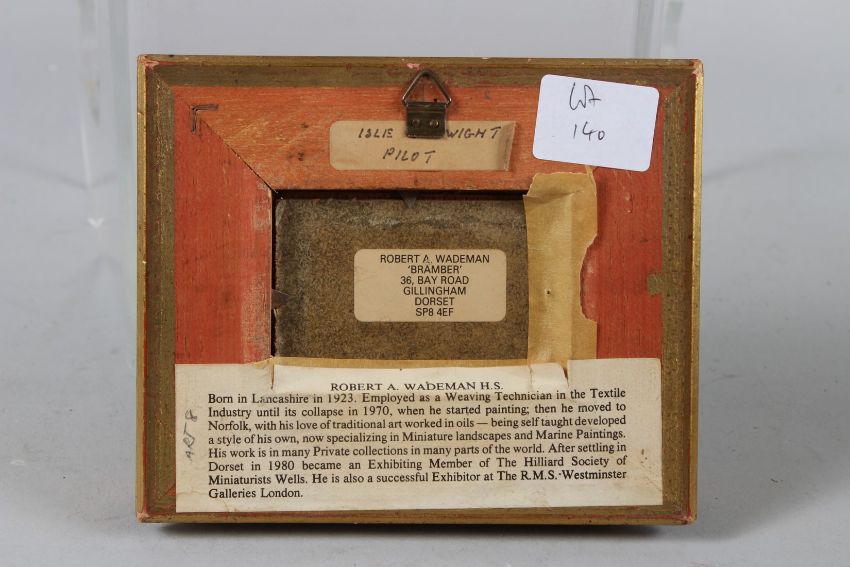 ISLE WIGHT
PILOT
LA
140
ROBERT A. WADEMAN
'BRAMBER'
36, BAY ROAD
GILLINGHAM
DORSET
SP8 4EF
ROBERT A. WADEMAN H.S.
Born in Lancashire in 1923. Employed as a Weaving Technician in the Textile
Industry until its collapse in 1970, when he started painting; then he moved to
Norfolk, with his love of traditional art worked in oils — being self taught developed
a style of his own, now specializing in Miniature landscapes and Marine Paintings.
His work is in many Private collections in many parts of the world. After settling in
Dorset in 1980 became an Exhibiting Member of The Hilliard Society of
Miniaturists Wells. He is also a successful Exhibitor at The R.M.S.-Westminster
Galleries London.
ART 8